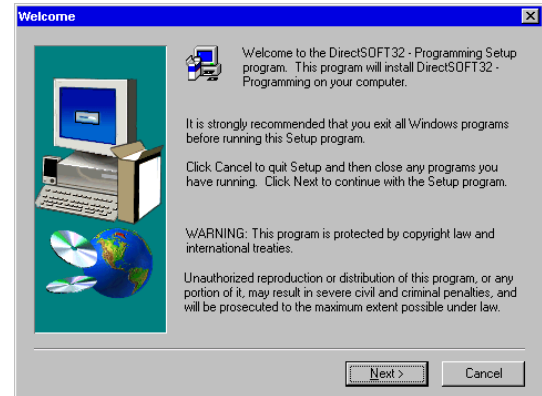 Welcome
Welcome to the DirectSOFT32 - Programming Setup
program. This program will install DirectSOFT32 -
Programming on your computer.
It is strongly recommended that you exit all Windows programs
before running this Setup program.
Click Cancel to quit Setup and then close any programs you
have running. Click Next to continue with the Setup program.
WARNING: This program is protected by copyright law and
international treaties.
Unauthorized reproduction or distribution of this program, or any
portion of it, may result in severe civil and criminal penalties, and
will be prosecuted to the maximum extent possible under law.
Next >
Cancel